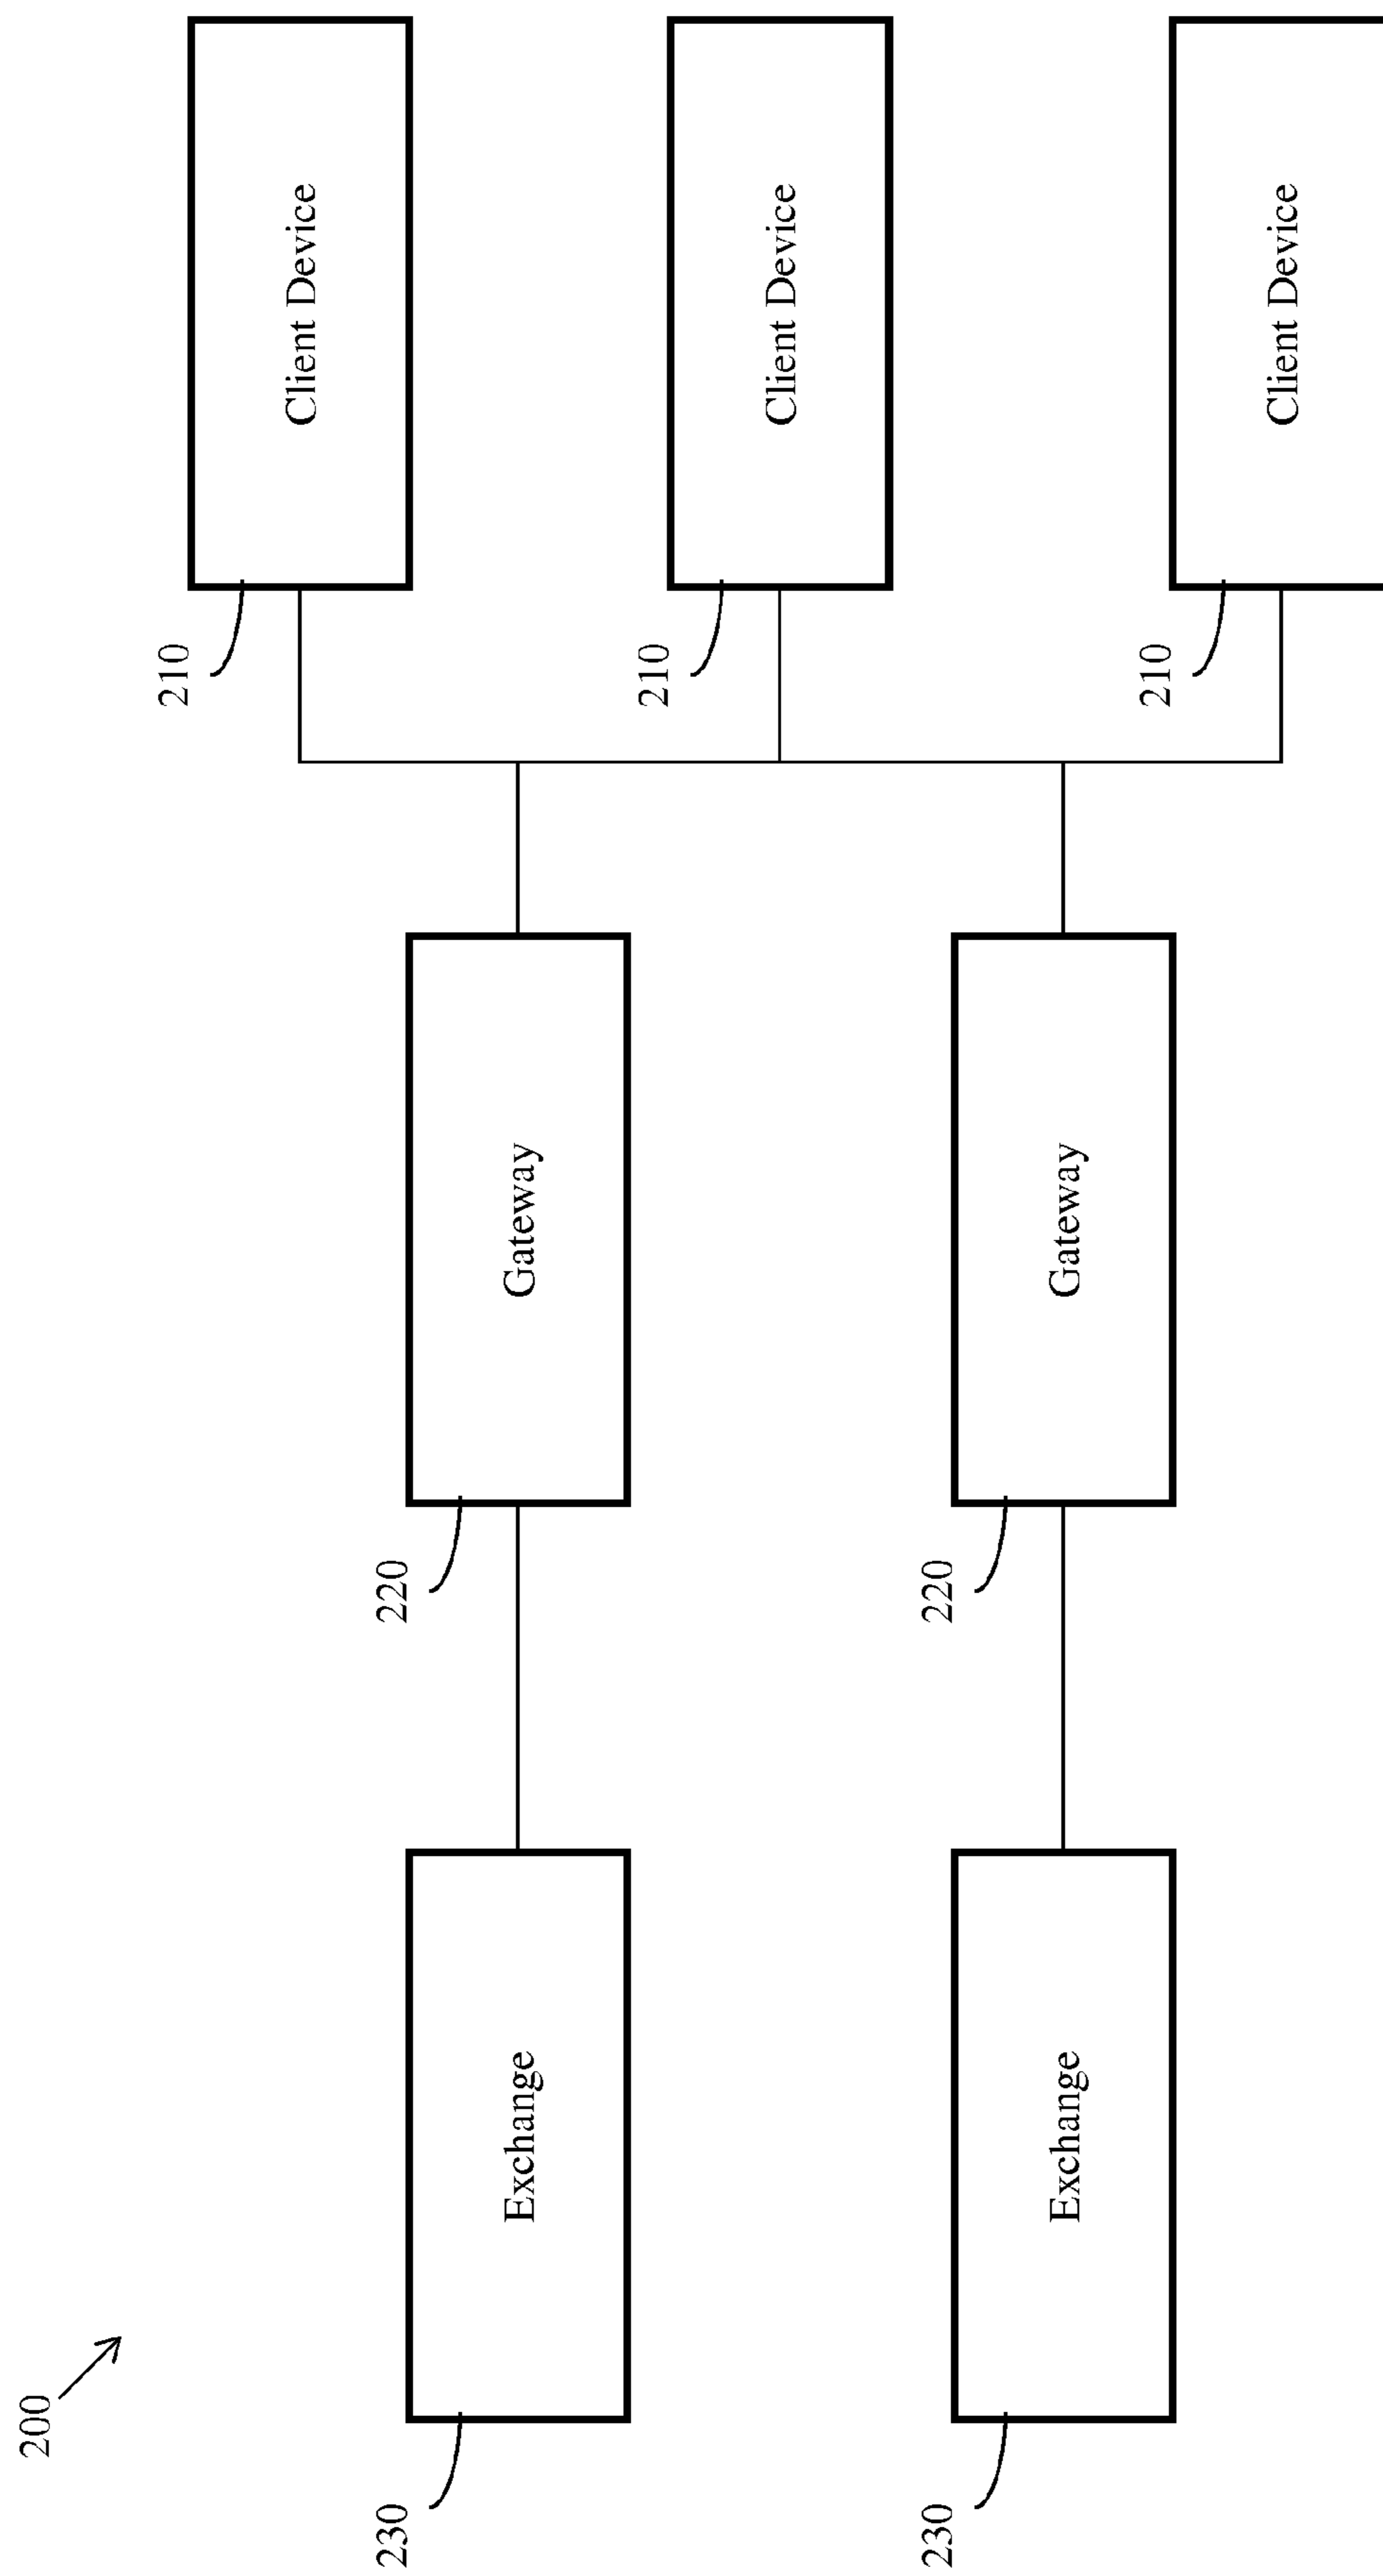 200
210
Client Device
230
220
Exchange
Gateway
210
Client Device
230
220
Exchange
Gateway
210
Client Device